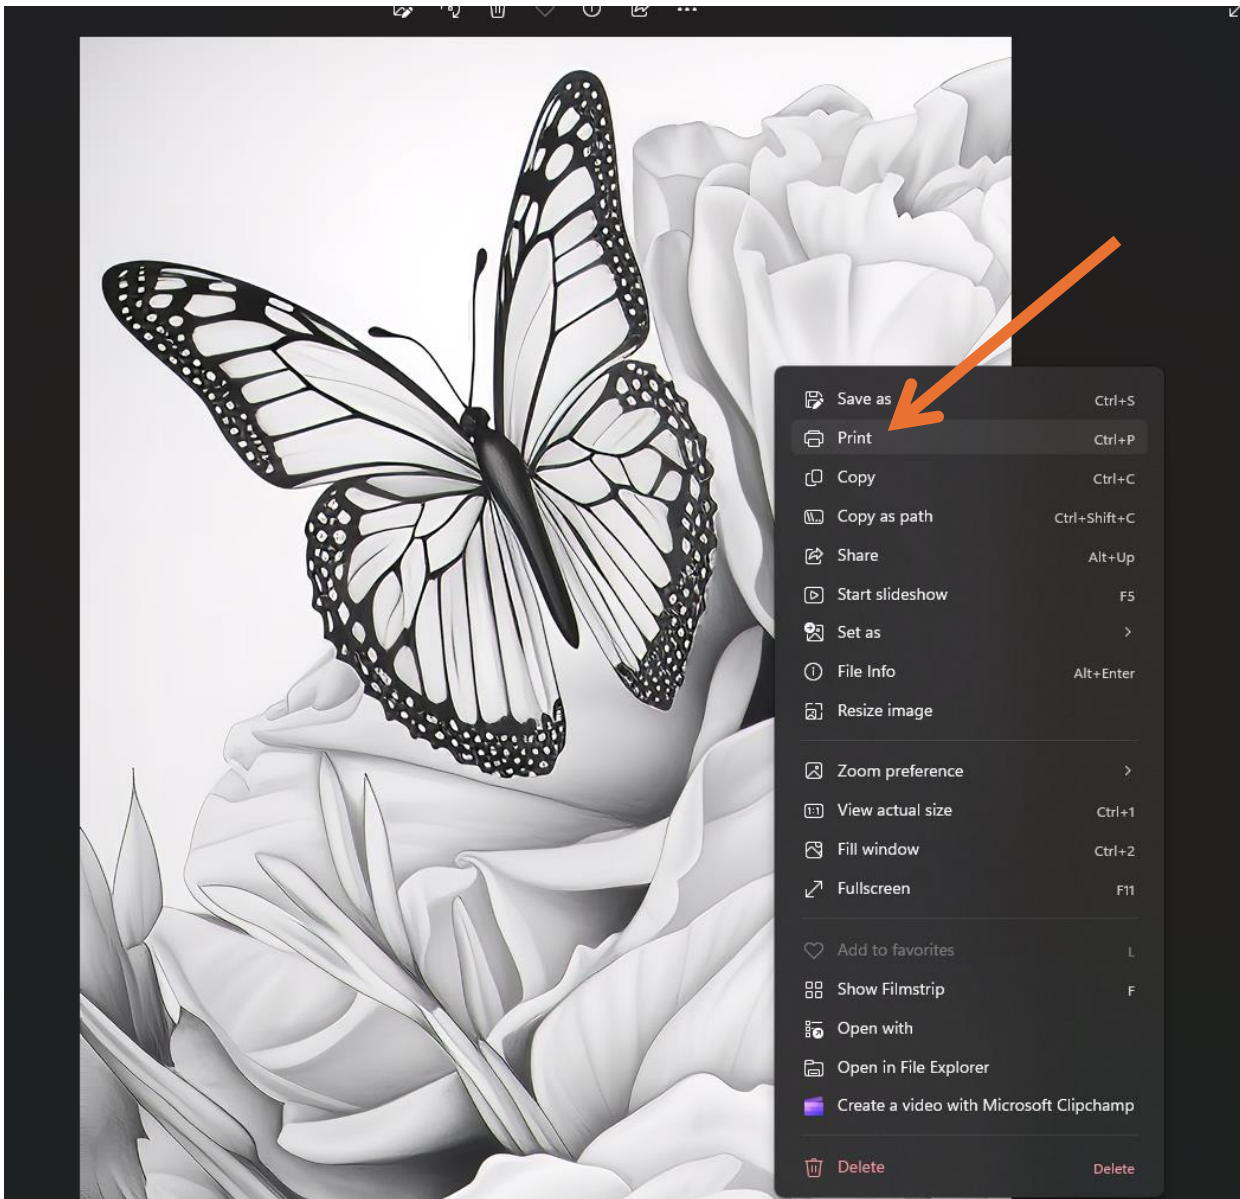 Save as Ctrl+S
Print Ctrl+P
Copy Ctrl+C
Copy as path Ctrl+Shift+C
Share Alt+Up
Start slideshow F5
Set as
File Info Alt+Enter
Resize image
Zoom preference
1:1 View actual size Ctrl+1
Fill window Ctrl+2
Fullscreen F11
Add to favorites L
Show Filmstrip F
Open with
Open in File Explorer
Create a video with Microsoft Clipchamp
Delete Delete